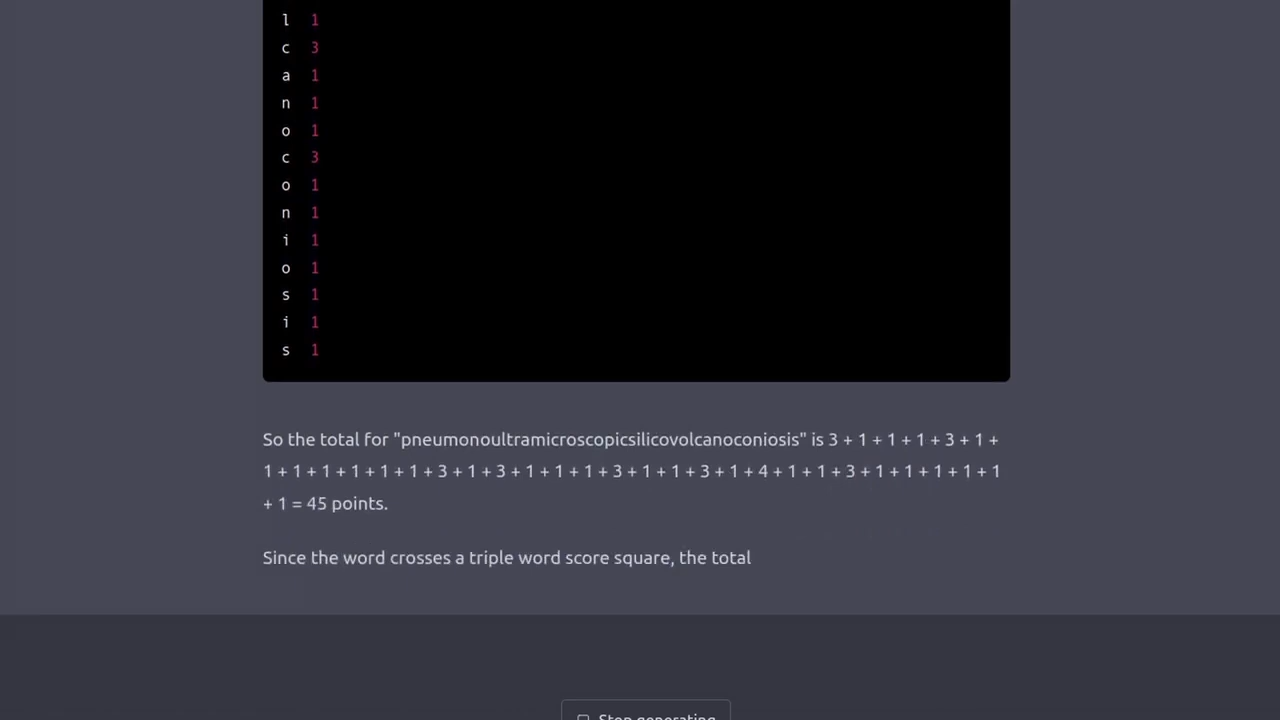 l 1
c 3
a 1
n 1
o 1
c 3
o 1
n 1
i 1
o 1
s 1
i 1
s 1
So the total for "pneumonoultramicroscopicsilicovolcanoconiosis" is 3 + 1 + 1 + 1 + 3 + 1 +
1 + 1 + 1 + 1 + 1 + 1 + 3 + 1 + 3 + 1 + 1 + 1 + 3 + 1 + 1 + 3 + 1 + 4 + 1 + 1 + 3 + 1 + 1 + 1 + 1 + 1
+ 1 = 45 points.
Since the word crosses a triple word score square, the total
Stop generating